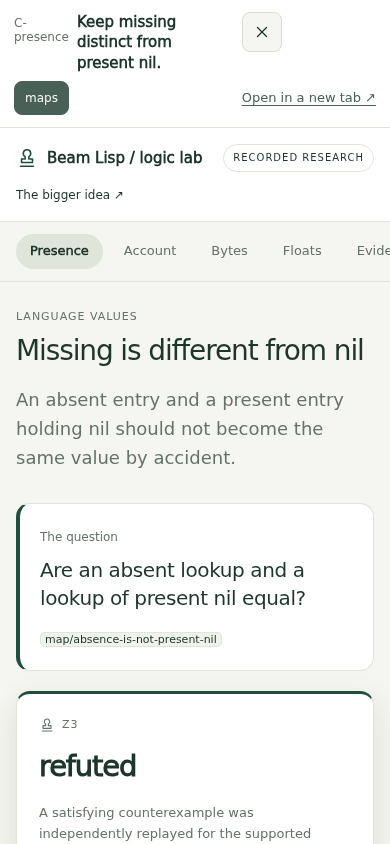 C-
presence
Keep missing
distinct from
present nil.
maps
Open in a new tab ↗
Beam Lisp / logic lab
RECORDED RESEARCH
The bigger idea ↗
Presence
Account
Bytes
Floats
Evide
LANGUAGE VALUES
Missing is different from nil
An absent entry and a present entry
holding nil should not become the
same value by accident.
The question
Are an absent lookup and a
lookup of present nil equal?
map/absence-is-not-present-nil
Z3
refuted
A satisfying counterexample was
independently replayed for the supported